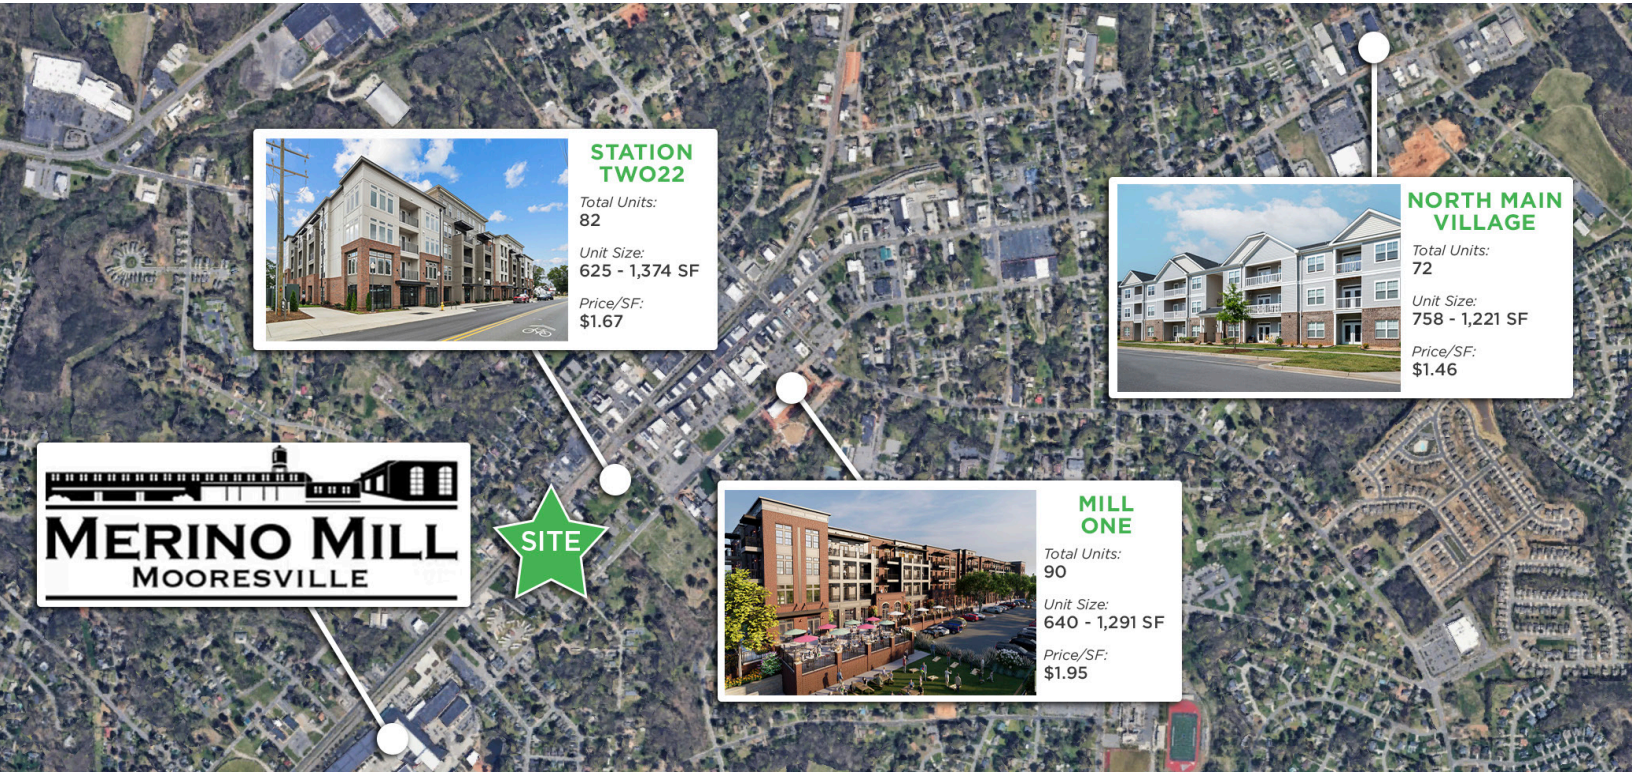 STATION
TWO22
Total Units:
82
Unit Size:
625 - 1,374 SF
Price/SF:
$1.67
NORTH MAIN
VILLAGE
Total Units:
72
Unit Size:
758 - 1,221 SF
Price/SF:
$1.46
MERINO MILL
MOORESVILLE
SITE
MILL
ONE
Total Units:
90
Unit Size:
640 - 1,291 SF
Price/SF:
$1.95